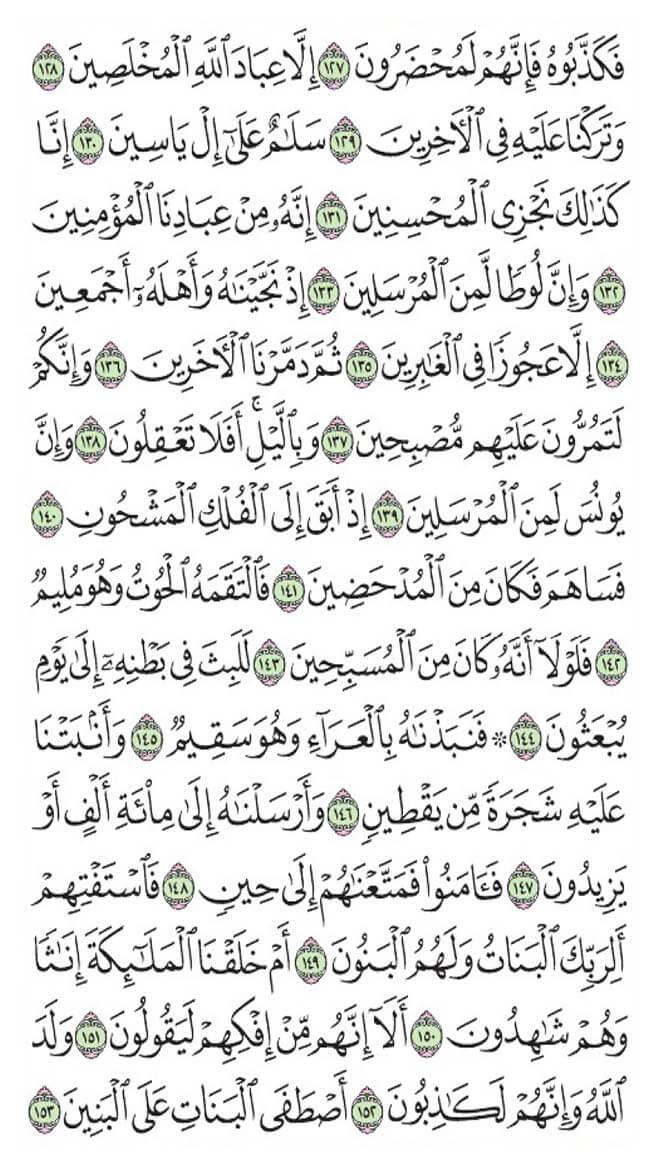 فَكَذَّبُوهُ فَإِنَّهُمْ لَمُحْضَرُونَ ١٢٧ إِلَّا عِبَادَ ٱللَّهِ ٱلْمُخْلَصِينَ ١٢٨
وَتَرَكْنَا عَلَيْهِ فِى ٱلْأَخِرِينَ ١٢٩ سَلَٰمٌ عَلَىٰٓ إِلْ يَاسِينَ ١٣٠ إِنَّا
كَذَٰلِكَ نَجْزِى ٱلْمُحْسِنِينَ ١٣١ إِنَّهُۥ مِنْ عِبَادِنَا ٱلْمُؤْمِنِينَ
١٣٢ وَإِنَّ لُوطًا لَّمِنَ ٱلْمُرْسَلِينَ ١٣٣ إِذْ نَجَّيْنَٰهُ وَأَهْلَهُۥٓ أَجْمَعِينَ
١٣٤ إِلَّا عَجُوزًا فِى ٱلْغَٰبِرِينَ ١٣٥ ثُمَّ دَمَّرْنَا ٱلْأَخَرِينَ ١٣٦ وَإِنَّكُمْ
لَتَمُرُّونَ عَلَيْهِم مُّصْبِحِينَ ١٣٧ وَبِٱلَّيْلِ ۚ أَفَلَا تَعْقِلُونَ ١٣٨ وَإِنَّ
يُونُسَ لَمِنَ ٱلْمُرْسَلِينَ ١٣٩ إِذْ أَبَقَ إِلَى ٱلْفُلْكِ ٱلْمَشْحُونِ ١٤٠
فَسَاهَمَ فَكَانَ مِنَ ٱلْمُدْحَضِينَ ١٤١ فَٱلْتَقَمَهُ ٱلْحُوتُ وَهُوَ مُلِيمٌ
١٤٢ فَلَوْلَآ أَنَّهُۥ كَانَ مِنَ ٱلْمُسَبِّحِينَ ١٤٣ لَلَبِثَ فِى بَطْنِهِۦٓ إِلَىٰ يَوْمِ
يُبْعَثُونَ ١٤٤ ۞ فَنَبَذْنَٰهُ بِٱلْعَرَآءِ وَهُوَ سَقِيمٌ ١٤٥ وَأَنۢبَتْنَا
عَلَيْهِ شَجَرَةً مِّن يَقْطِينٍ ١٤٦ وَأَرْسَلْنَٰهُ إِلَىٰ مِا۟ئَةِ أَلْفٍ أَوْ
يَزِيدُونَ ١٤٧ فَـَٔامَنُوا۟ فَمَتَّعْنَٰهُمْ إِلَىٰ حِينٍ ١٤٨ فَٱسْتَفْتِهِمْ
أَلِرَبِّكَ ٱلْبَنَاتُ وَلَهُمُ ٱلْبَنُونَ ١٤٩ أَمْ خَلَقْنَا ٱلْمَلَٰٓئِكَةَ إِنَٰثًا
وَهُمْ شَٰهِدُونَ ١٥٠ أَلَآ إِنَّهُم مِّنْ إِفْكِهِمْ لَيَقُولُونَ ١٥١ وَلَدَ
ٱللَّهُ وَإِنَّهُمْ لَكَٰذِبُونَ ١٥٢ أَصْطَفَى ٱلْبَنَاتِ عَلَى ٱلْبَنِينَ ١٥٣